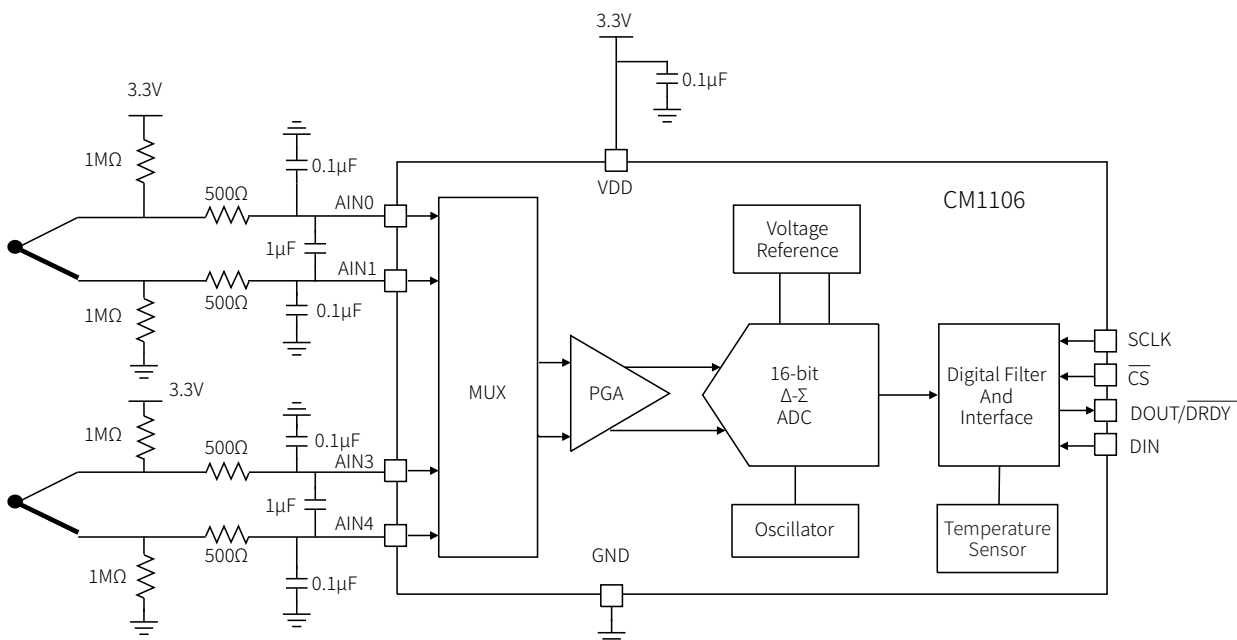 3.3V
0.1μF
3.3V
1MΩ
0.1μF
500Ω
AIN0
VDD
CM1106
1μF
Voltage
Reference
AIN1
500Ω
1MΩ
0.1μF
SCLK
MUX
PGA
16-bit
Δ-Σ
ADC
Digital Filter
And
Interface
CS
DOUT/DRDY
DIN
3.3V
1MΩ
0.1μF
500Ω
AIN3
1μF
AIN4
Oscillator
Temperature
Sensor
500Ω
GND
1MΩ
0.1μF